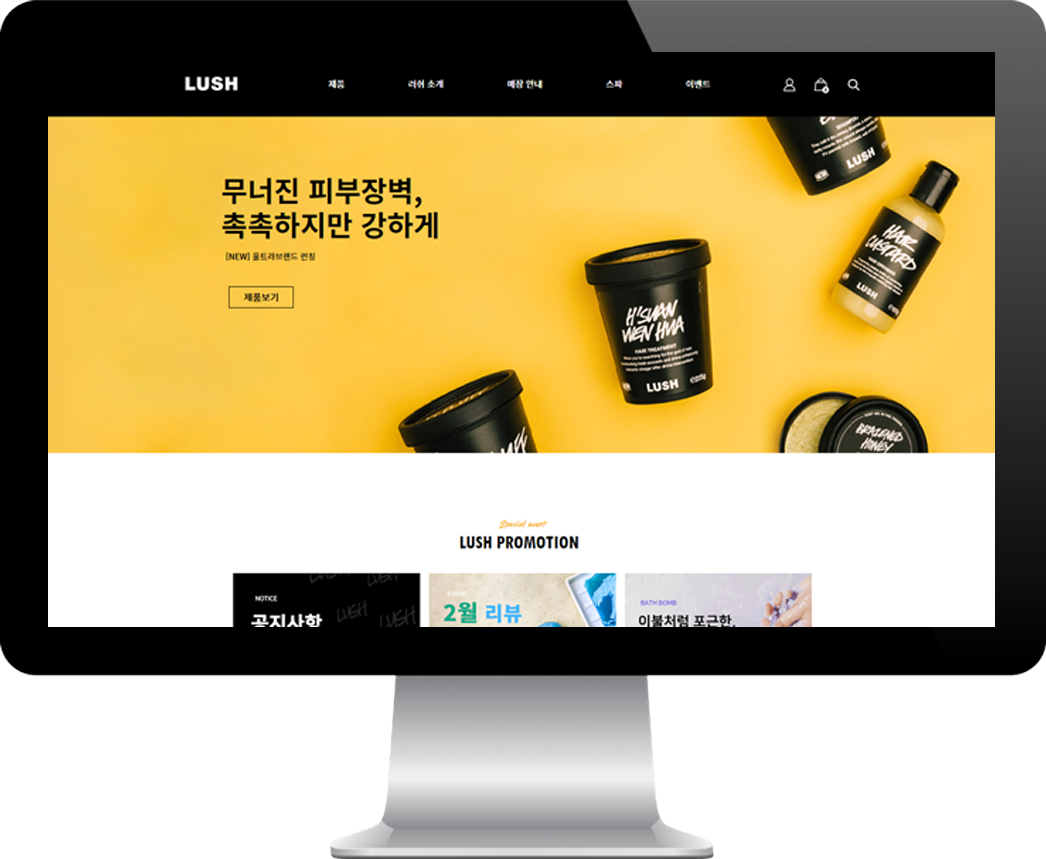 LUSH
제품
러쉬 소개
매장 안내
스파
이벤트
무너진 피부장벽,
촉촉하지만 강하게
[NEW] 울트라브랜드 런칭
제품보기
LUSH
HAIR
CUSTARD
HAIR DRESSING
LUSH
H'SUAN
WEN HUA
HAIR TREATMENT
LUSH
BRAZENED
HONEY
Special event
LUSH PROMOTION
NOTICE
공지사항
EVENT
2월 리뷰
BATH BOMB
이불처럼 포근한,